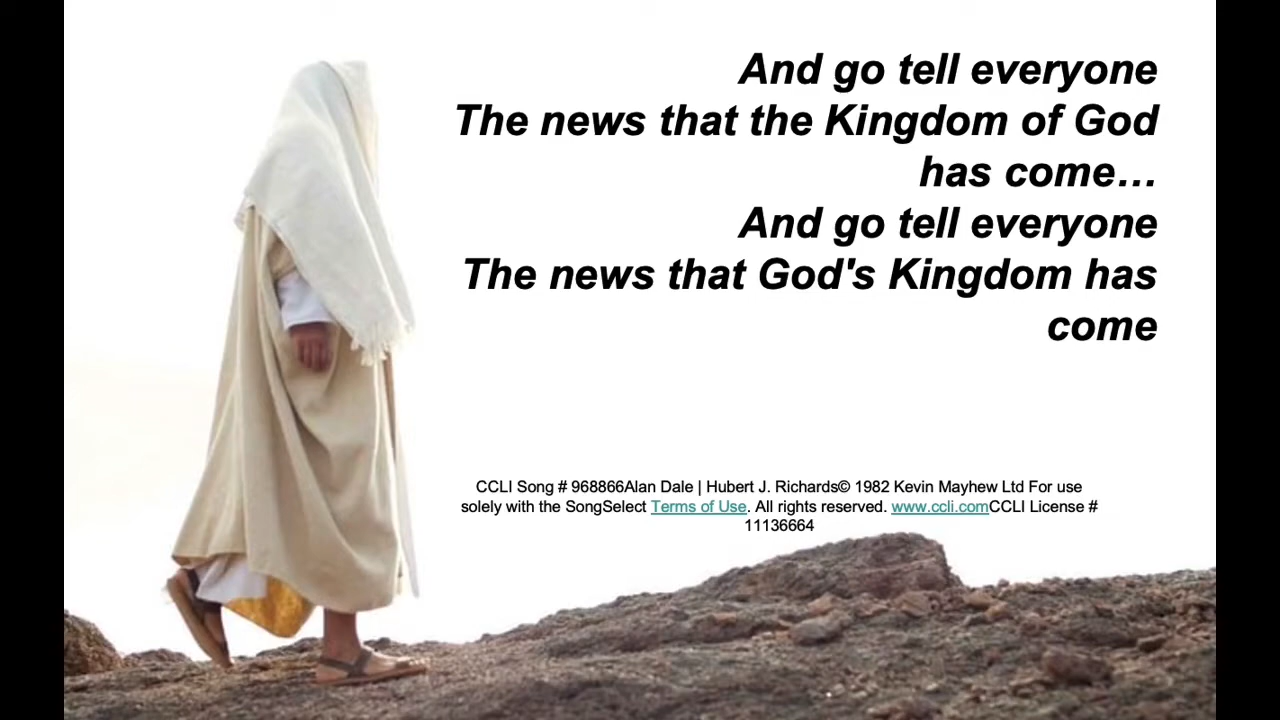 And go tell everyone
The news that the Kingdom of God
has come…
And go tell everyone
The news that God's Kingdom has
come
CCLI Song # 968866Alan Dale | Hubert J. Richards© 1982 Kevin Mayhew Ltd For use
solely with the SongSelect Terms of Use. All rights reserved. www.ccli.comCCLI License #
11136664